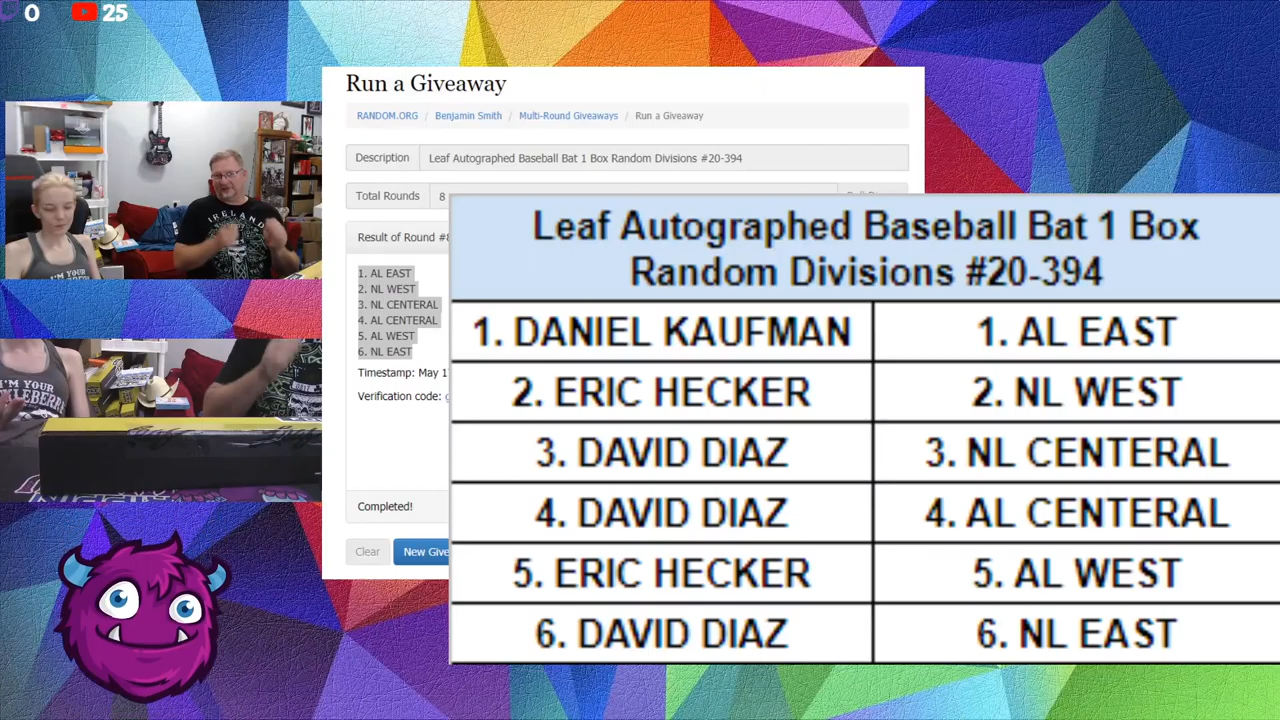 0 25
Run a Giveaway
RANDOM.ORG / Benjamin Smith / Multi-Round Giveaways / Run a Giveaway
Description Leaf Autographed Baseball Bat 1 Box Random Divisions #20-394
Total Rounds 8
Result of Round #8
1. AL EAST
2. NL WEST
3. NL CENTERAL
4. AL CENTERAL
5. AL WEST
6. NL EAST
Timestamp: May 1
Verification code:
Completed!
Clear New Give
Leaf Autographed Baseball Bat 1 Box
Random Divisions #20-394
1. DANIEL KAUFMAN 1. AL EAST
2. ERIC HECKER 2. NL WEST
3. DAVID DIAZ 3. NL CENTERAL
4. DAVID DIAZ 4. AL CENTERAL
5. ERIC HECKER 5. AL WEST
6. DAVID DIAZ 6. NL EAST
IRELAND
I'M YOUR
I'M YOUR